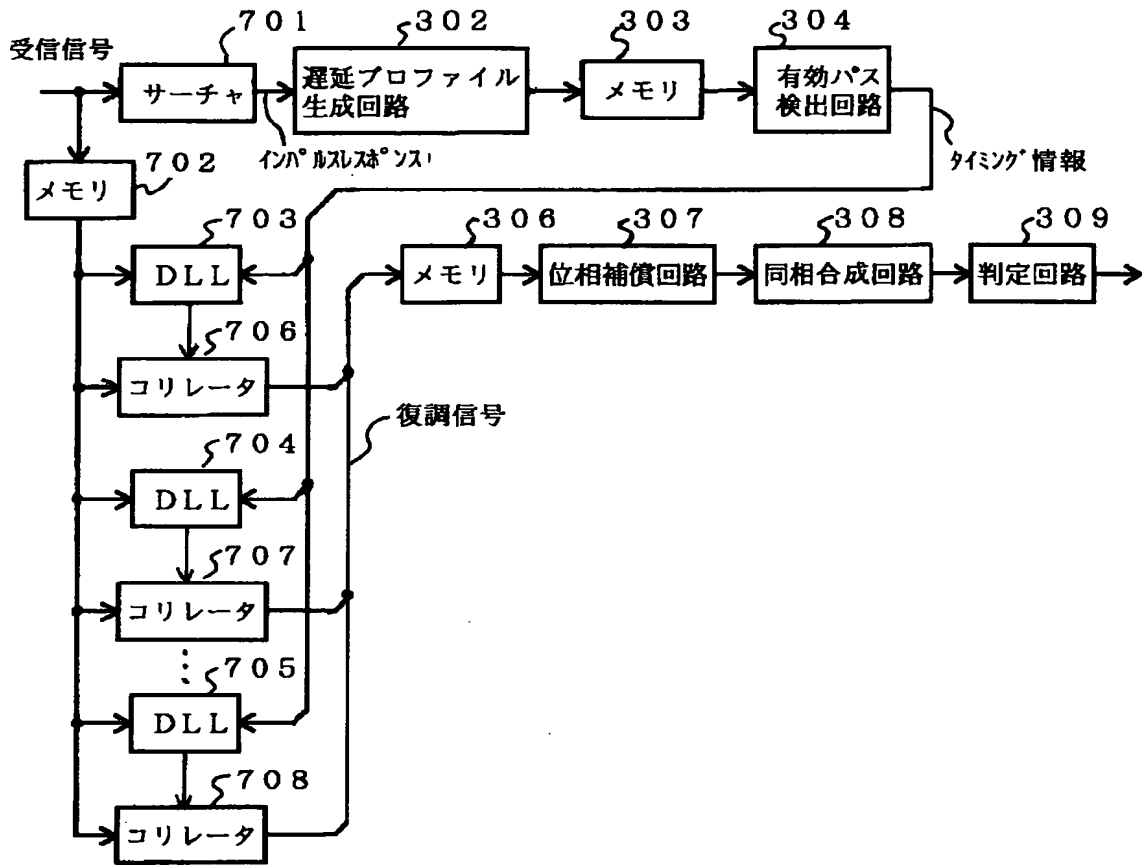 受信信号
701
サーチャ
インパルスレスポンス
302
遅延プロファイル
生成回路
303
メモリ
304
有効パス
検出回路
タイミング情報
702
メモリ
703
DLL
706
コリレータ
704
DLL
707
コリレータ
705
DLL
708
コリレータ
復調信号
306
メモリ
307
位相補償回路
308
同相合成回路
309
判定回路